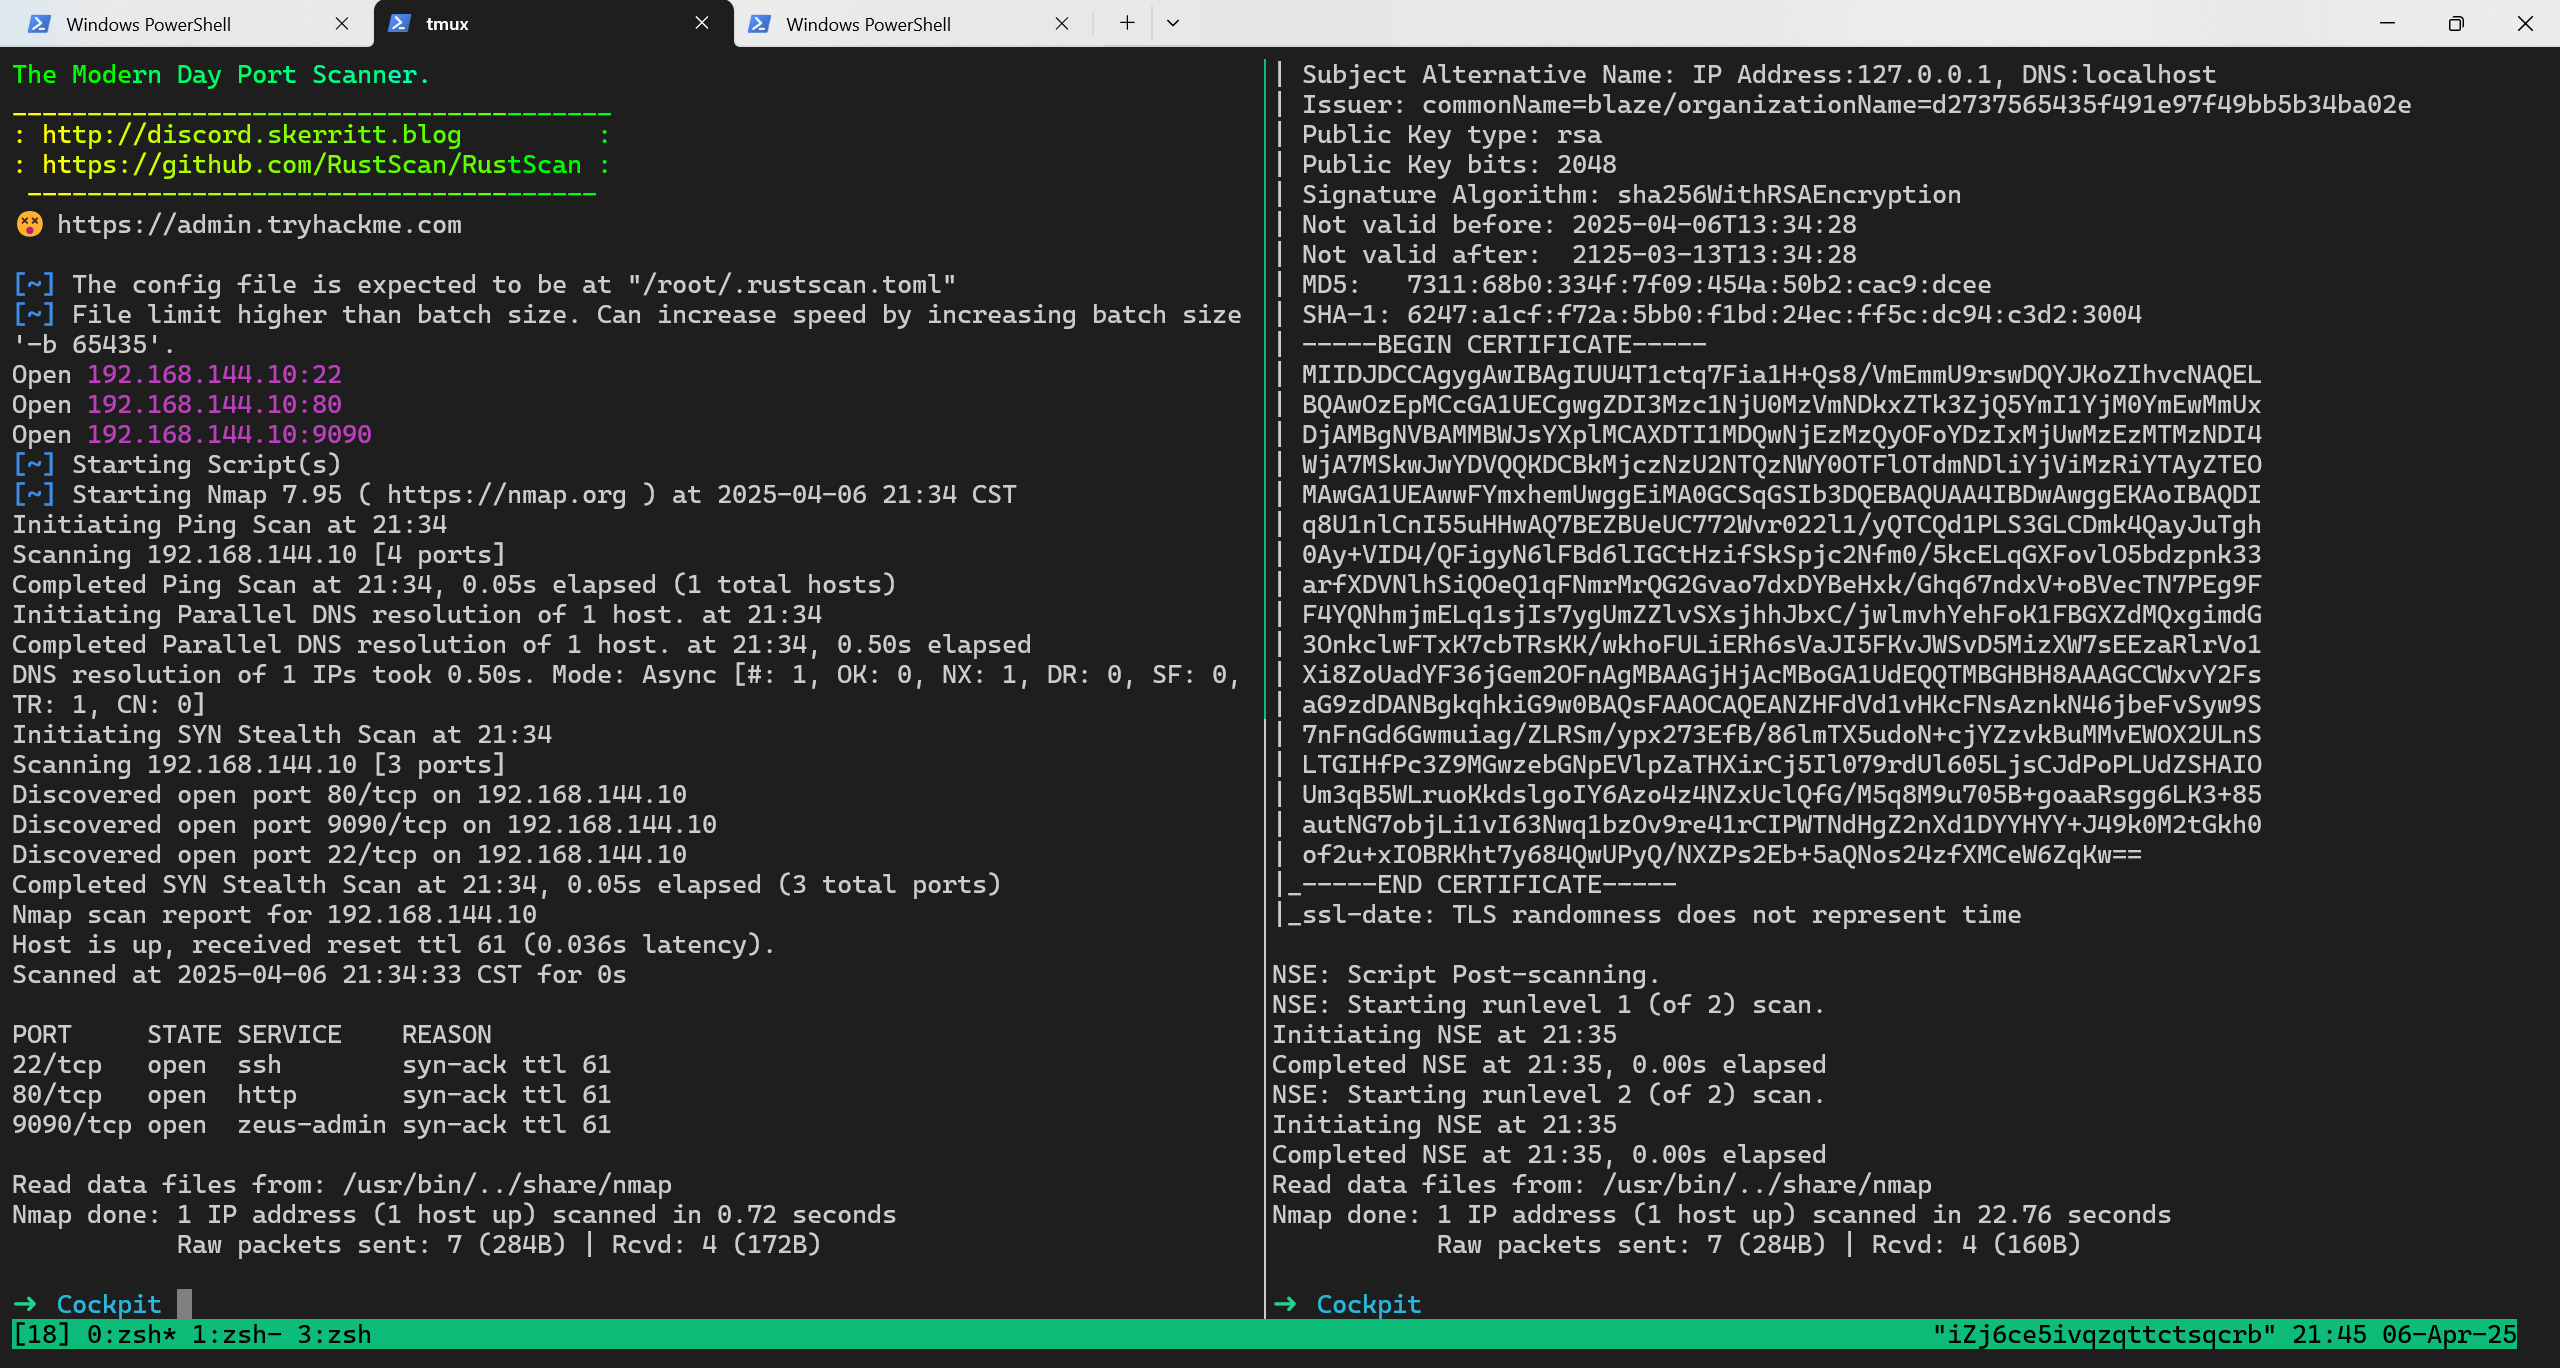 Windows PowerShell
tmux
Windows PowerShell
The Modern Day Port Scanner.
________________________________________
: http://discord.skerritt.blog         :
: https://github.com/RustScan/RustScan :
 --------------------------------------
😵 https://admin.tryhackme.com
[~] The config file is expected to be at "/root/.rustscan.toml"
[~] File limit higher than batch size. Can increase speed by increasing batch size
'-b 65435'.
Open 192.168.144.10:22
Open 192.168.144.10:80
Open 192.168.144.10:9090
[~] Starting Script(s)
[~] Starting Nmap 7.95 ( https://nmap.org ) at 2025-04-06 21:34 CST
Initiating Ping Scan at 21:34
Scanning 192.168.144.10 [4 ports]
Completed Ping Scan at 21:34, 0.05s elapsed (1 total hosts)
Initiating Parallel DNS resolution of 1 host. at 21:34
Completed Parallel DNS resolution of 1 host. at 21:34, 0.50s elapsed
DNS resolution of 1 IPs took 0.50s. Mode: Async [#: 1, OK: 0, NX: 1, DR: 0, SF: 0,
TR: 1, CN: 0]
Initiating SYN Stealth Scan at 21:34
Scanning 192.168.144.10 [3 ports]
Discovered open port 80/tcp on 192.168.144.10
Discovered open port 9090/tcp on 192.168.144.10
Discovered open port 22/tcp on 192.168.144.10
Completed SYN Stealth Scan at 21:34, 0.05s elapsed (3 total ports)
Nmap scan report for 192.168.144.10
Host is up, received reset ttl 61 (0.036s latency).
Scanned at 2025-04-06 21:34:33 CST for 0s
PORT     STATE SERVICE    REASON
22/tcp   open  ssh        syn-ack ttl 61
80/tcp   open  http       syn-ack ttl 61
9090/tcp open  zeus-admin syn-ack ttl 61
Read data files from: /usr/bin/../share/nmap
Nmap done: 1 IP address (1 host up) scanned in 0.72 seconds
           Raw packets sent: 7 (284B) | Rcvd: 4 (172B)
➜  Cockpit
| Subject Alternative Name: IP Address:127.0.0.1, DNS:localhost
| Issuer: commonName=blaze/organizationName=d2737565435f491e97f49bb5b34ba02e
| Public Key type: rsa
| Public Key bits: 2048
| Signature Algorithm: sha256WithRSAEncryption
| Not valid before: 2025-04-06T13:34:28
| Not valid after:  2125-03-13T13:34:28
| MD5:   7311:68b0:334f:7f09:454a:50b2:cac9:dcee
| SHA-1: 6247:a1cf:f72a:5bb0:f1bd:24ec:ff5c:dc94:c3d2:3004
| -----BEGIN CERTIFICATE-----
| MIIDJDCCAgygAwIBAgIUU4T1ctq7Fia1H+Qs8/VmEmmU9rswDQYJKoZIhvcNAQEL
| BQAwOzEpMCcGA1UECgwgZDI3Mzc1NjU0MzVmNDkxZTk3ZjQ5YmI1YjM0YmEwMmUx
| DjAMBgNVBAMMBWJsYXplMCAXDTI1MDQwNjEzMzQyOFoYDzIxMjUwMzEzMTMzNDI4
| WjA7MSkwJwYDVQQKDCBkMjczNzU2NTQzNWY0OTFlOTdmNDliYjViMzRiYTAyZTEO
| MAwGA1UEAwwFYmxhemUwggEiMA0GCSqGSIb3DQEBAQUAA4IBDwAwggEKAoIBAQDI
| q8U1nlCnI55uHHwAQ7BEZBUeUC772Wvr022l1/yQTCQd1PLS3GLCDmk4QayJuTgh
| 0Ay+VID4/QFigyN6lFBd6lIGCtHzifSkSpjc2Nfm0/5kcELqGXFovlO5bdzpnk33
| arfXDVNlhSiQOeQ1qFNmrMrQG2Gvao7dxDYBeHxk/Ghq67ndxV+oBVecTN7PEg9F
| F4YQNhmjmELq1sjIs7ygUmZZlvSXsjhhJbxC/jwlmvhYehFoK1FBGXZdMQxgimdG
| 3OnkclwFTxK7cbTRsKK/wkhoFULiERh6sVaJI5FKvJWSvD5MizXW7sEEzaRlrVo1
| Xi8ZoUadYF36jGem2OFnAgMBAAGjHjAcMBoGA1UdEQQTMBGHBH8AAAGCCWxvY2Fs
| aG9zdDANBgkqhkiG9w0BAQsFAAOCAQEANZHFdVd1vHKcFNsAznkN46jbeFvSyw9S
| 7nFnGd6Gwmuiag/ZLRSm/ypx273EfB/86lmTX5udoN+cjYZzvkBuMMvEWOX2ULnS
| LTGIHfPc3Z9MGwzebGNpEVlpZaTHXirCj5Il079rdUl605LjsCJdPoPLUdZSHAIO
| Um3qB5WLruoKkdslgoIY6Azo4z4NZxUclQfG/M5q8M9u705B+goaaRsgg6LK3+85
| autNG7objLi1vI63Nwq1bzOv9re41rCIPWTNdHgZ2nXd1DYYHYY+J49k0M2tGkh0
| of2u+xIOBRKht7y684QwUPyQ/NXZPs2Eb+5aQNos24zfXMCeW6ZqKw==
|_-----END CERTIFICATE-----
|_ssl-date: TLS randomness does not represent time
NSE: Script Post-scanning.
NSE: Starting runlevel 1 (of 2) scan.
Initiating NSE at 21:35
Completed NSE at 21:35, 0.00s elapsed
NSE: Starting runlevel 2 (of 2) scan.
Initiating NSE at 21:35
Completed NSE at 21:35, 0.00s elapsed
Read data files from: /usr/bin/../share/nmap
Nmap done: 1 IP address (1 host up) scanned in 22.76 seconds
           Raw packets sent: 7 (284B) | Rcvd: 4 (160B)
➜  Cockpit
[18] 0:zsh* 1:zsh- 3:zsh
"iZj6ce5ivqzqttctsqcrb" 21:45 06-Apr-25